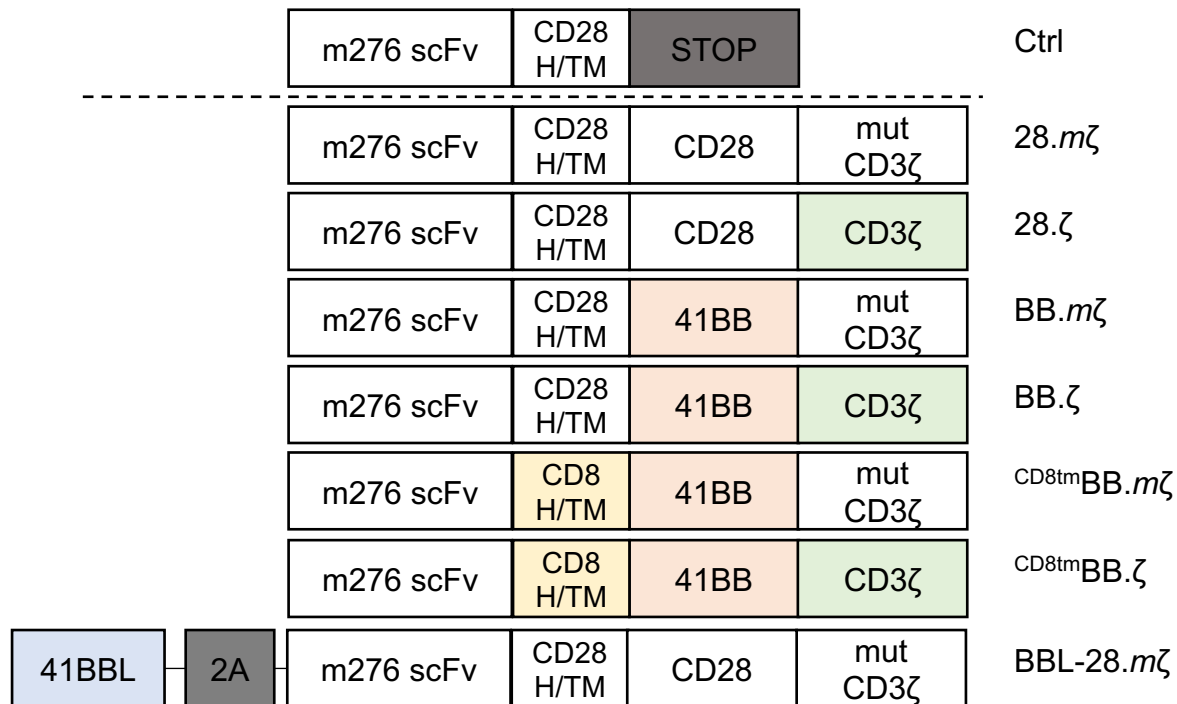 m276 scFv CD28 H/TM STOP Ctrl
m276 scFv CD28 H/TM CD28 mut CD3ζ 28.mζ
m276 scFv CD28 H/TM CD28 CD3ζ 28.ζ
m276 scFv CD28 H/TM 41BB mut CD3ζ BB.mζ
m276 scFv CD28 H/TM 41BB CD3ζ BB.ζ
m276 scFv CD8 H/TM 41BB mut CD3ζ CD8tmBB.mζ
m276 scFv CD8 H/TM 41BB CD3ζ CD8tmBB.ζ
41BBL 2A m276 scFv CD28 H/TM CD28 mut CD3ζ BBL-28.mζ